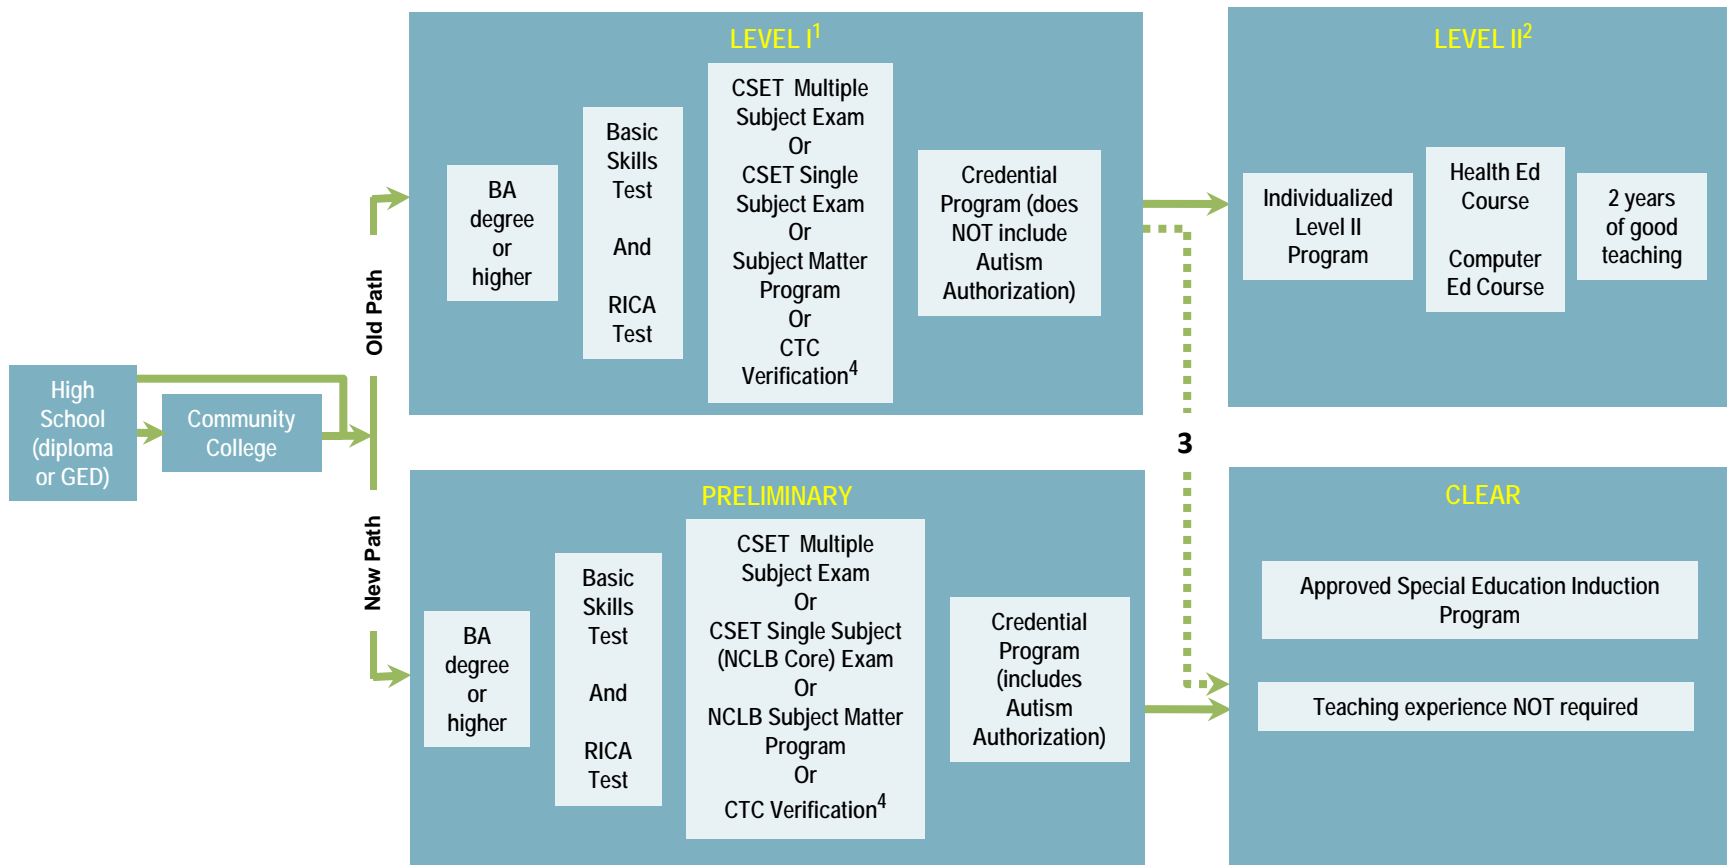 High
School
(diploma
or GED)
Community
College
Old Path
New Path
LEVEL I1
BA
degree
or
higher
Basic
Skills
Test
And
RICA
Test
CSET Multiple
Subject Exam
Or
CSET Single
Subject Exam
Or
Subject Matter
Program
Or
CTC
Verification4
Credential
Program (does
NOT include
Autism
Authorization)
LEVEL II2
Individualized
Level II
Program
Health Ed
Course
Computer
Ed Course
2 years
of good
teaching
3
PRELIMINARY
BA
degree
or
higher
Basic
Skills
Test
And
RICA
Test
CSET Multiple
Subject Exam
Or
CSET Single Subject
(NCLB Core) Exam
Or
NCLB Subject Matter
Program
Or
CTC Verification4
Credential
Program
(includes
Autism
Authorization)
CLEAR
Approved Special Education Induction
Program
Teaching experience NOT required